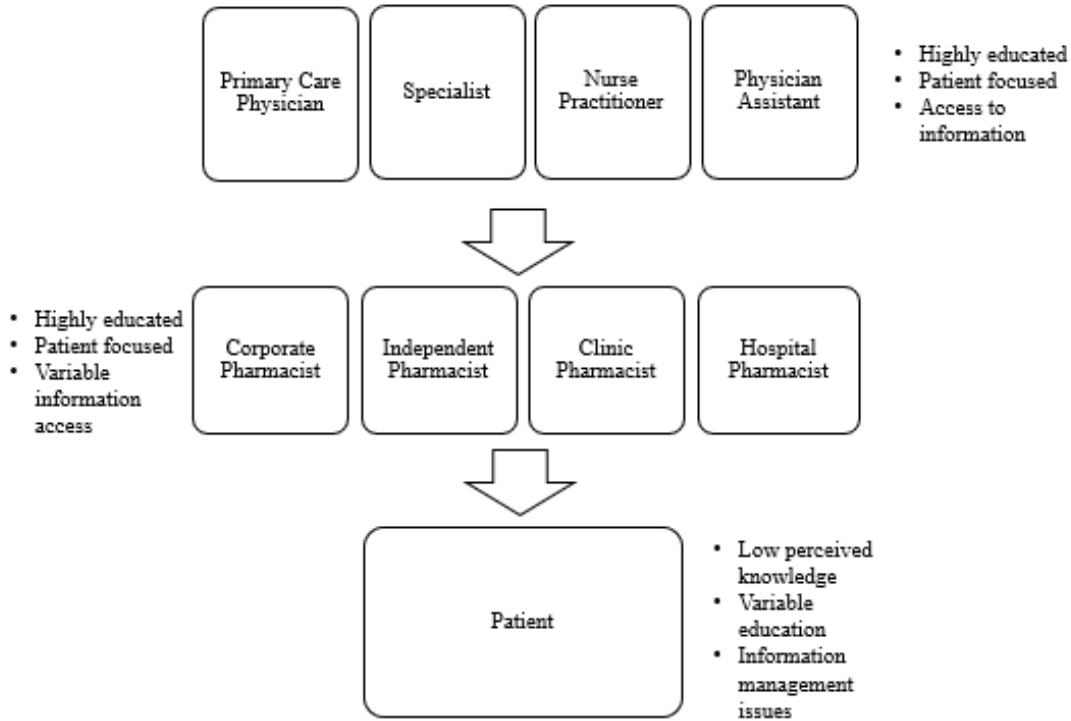 Primary Care
Physician
Specialist
Nurse
Practitioner
Physician
Assistant
• Highly educated
• Patient focused
• Access to
information
• Highly educated
• Patient focused
• Variable
information
access
Corporate
Pharmacist
Independent
Pharmacist
Clinic
Pharmacist
Hospital
Pharmacist
Patient
• Low perceived
knowledge
• Variable
education
• Information
management
issues